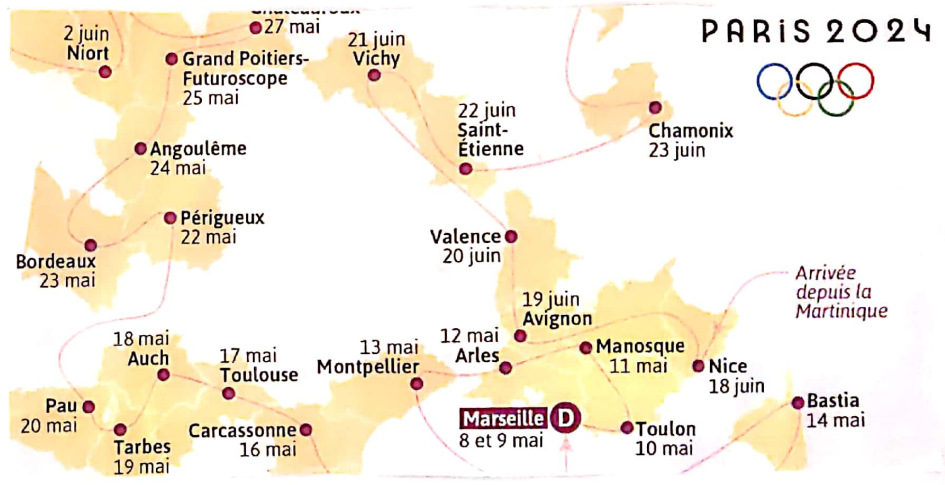 PARIS 2024
27 mai
2 juin
Niort
21 juin
Vichy
Grand Poitiers-
Futuroscope
25 mai
22 juin
Saint-
Étienne
Chamonix
23 juin
Angoulême
24 mai
Périgueux
22 mai
Valence
20 juin
Bordeaux
23 mai
Arrivée
depuis la
Martinique
19 juin
Avignon
18 mai
Auch
17 mai
Toulouse
13 mai
Montpellier
12 mai
Arles
Manosque
11 mai
Nice
18 juin
Pau
20 mai
Tarbes
19 mai
Carcassonne
16 mai
Marseille D
8 et 9 mai
Toulon
10 mai
Bastia
14 mai